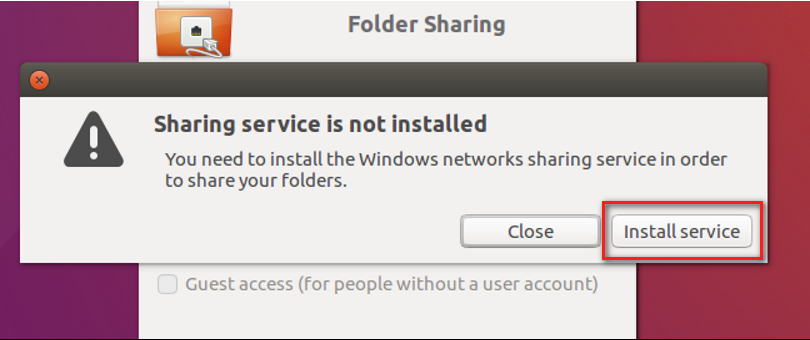 Folder Sharing
Sharing service is not installed
You need to install the Windows networks sharing service in order
to share your folders.
Close
Install service
Guest access (for people without a user account)